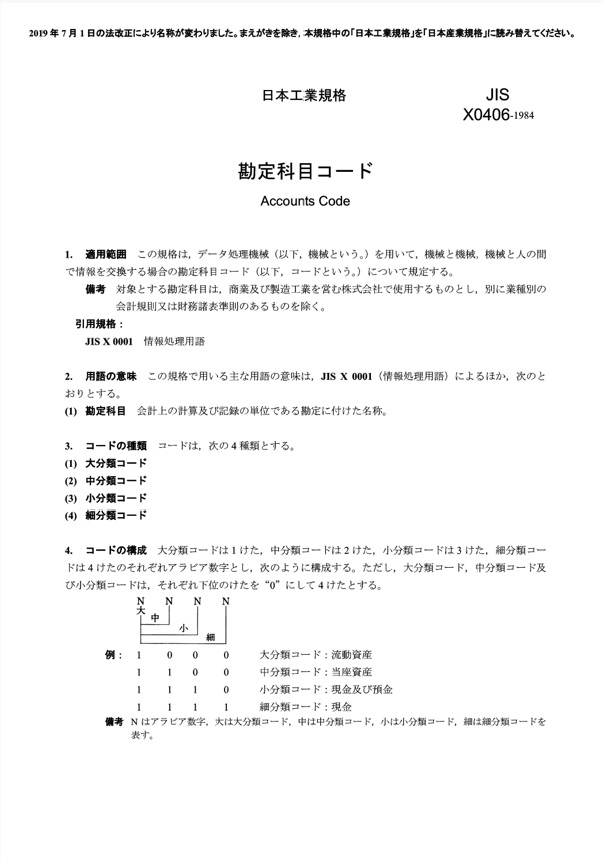 2019 年 7 月 1 日の法改正により名称が変わりました。まえがきを除き，本規格中の「日本工業規格」を「日本産業規格」に読み替えてください。
日本工業規格 JIS
X0406-1984
勘定科目コード
Accounts Code
1. 適用範囲 この規格は，データ処理機械（以下，機械という。）を用いて，機械と機械，機械と人の間
で情報を交換する場合の勘定科目コード（以下，コードという。）について規定する。
備考 対象とする勘定科目は，商業及び製造工業を営む株式会社で使用するものとし，別に業種別の
会計規則又は財務諸表準則のあるものを除く。
引用規格：
JIS X 0001 情報処理用語
2. 用語の意味 この規格で用いる主な用語の意味は，JIS X 0001（情報処理用語）によるほか，次のと
おりとする。
(1) 勘定科目 会計上の計算及び記録の単位である勘定に付けた名称。
3. コードの種類 コードは，次の 4 種類とする。
(1) 大分類コード
(2) 中分類コード
(3) 小分類コード
(4) 細分類コード
4. コードの構成 大分類コードは 1 けた，中分類コードは 2 けた，小分類コードは 3 けた，細分類コー
ドは 4 けたのそれぞれアラビア数字とし，次のように構成する。ただし，大分類コード，中分類コード及
び小分類コードは，それぞれ下位のけたを“0”にして 4 けたとする。
N N N N
大
中
小
細
例： 1 0 0 0 大分類コード：流動資産
1 1 0 0 中分類コード：当座資産
1 1 1 0 小分類コード：現金及び預金
1 1 1 1 細分類コード：現金
備考 N はアラビア数字，大は大分類コード，中は中分類コード，小は小分類コード，細は細分類コードを
表す。